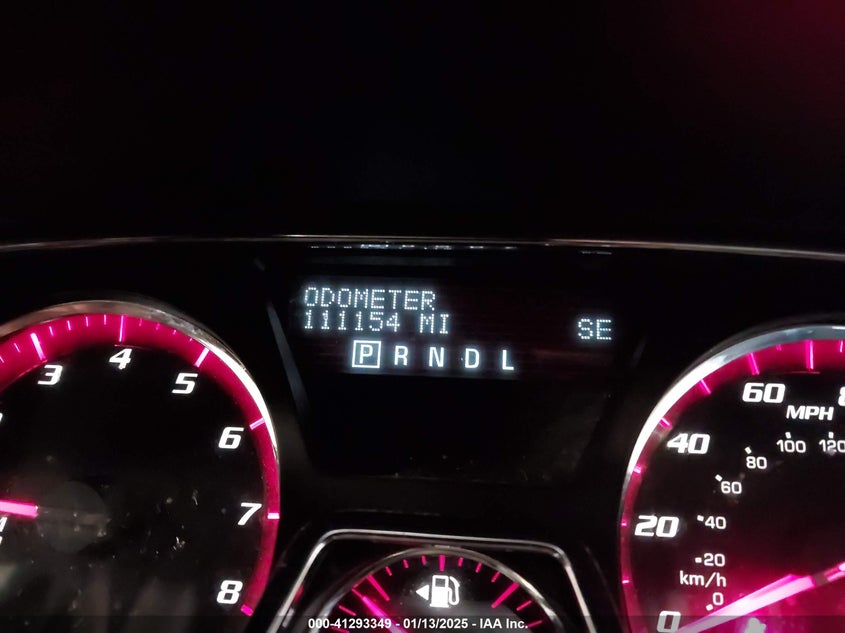 ODOMETER
111154 MI SE
P R N D L
3 4 5 6 7 8
0 20 40 60
MPH
0 20 40 60 80 100 120
km/h
000-41293349 - 01/13/2025 - IAA Inc.